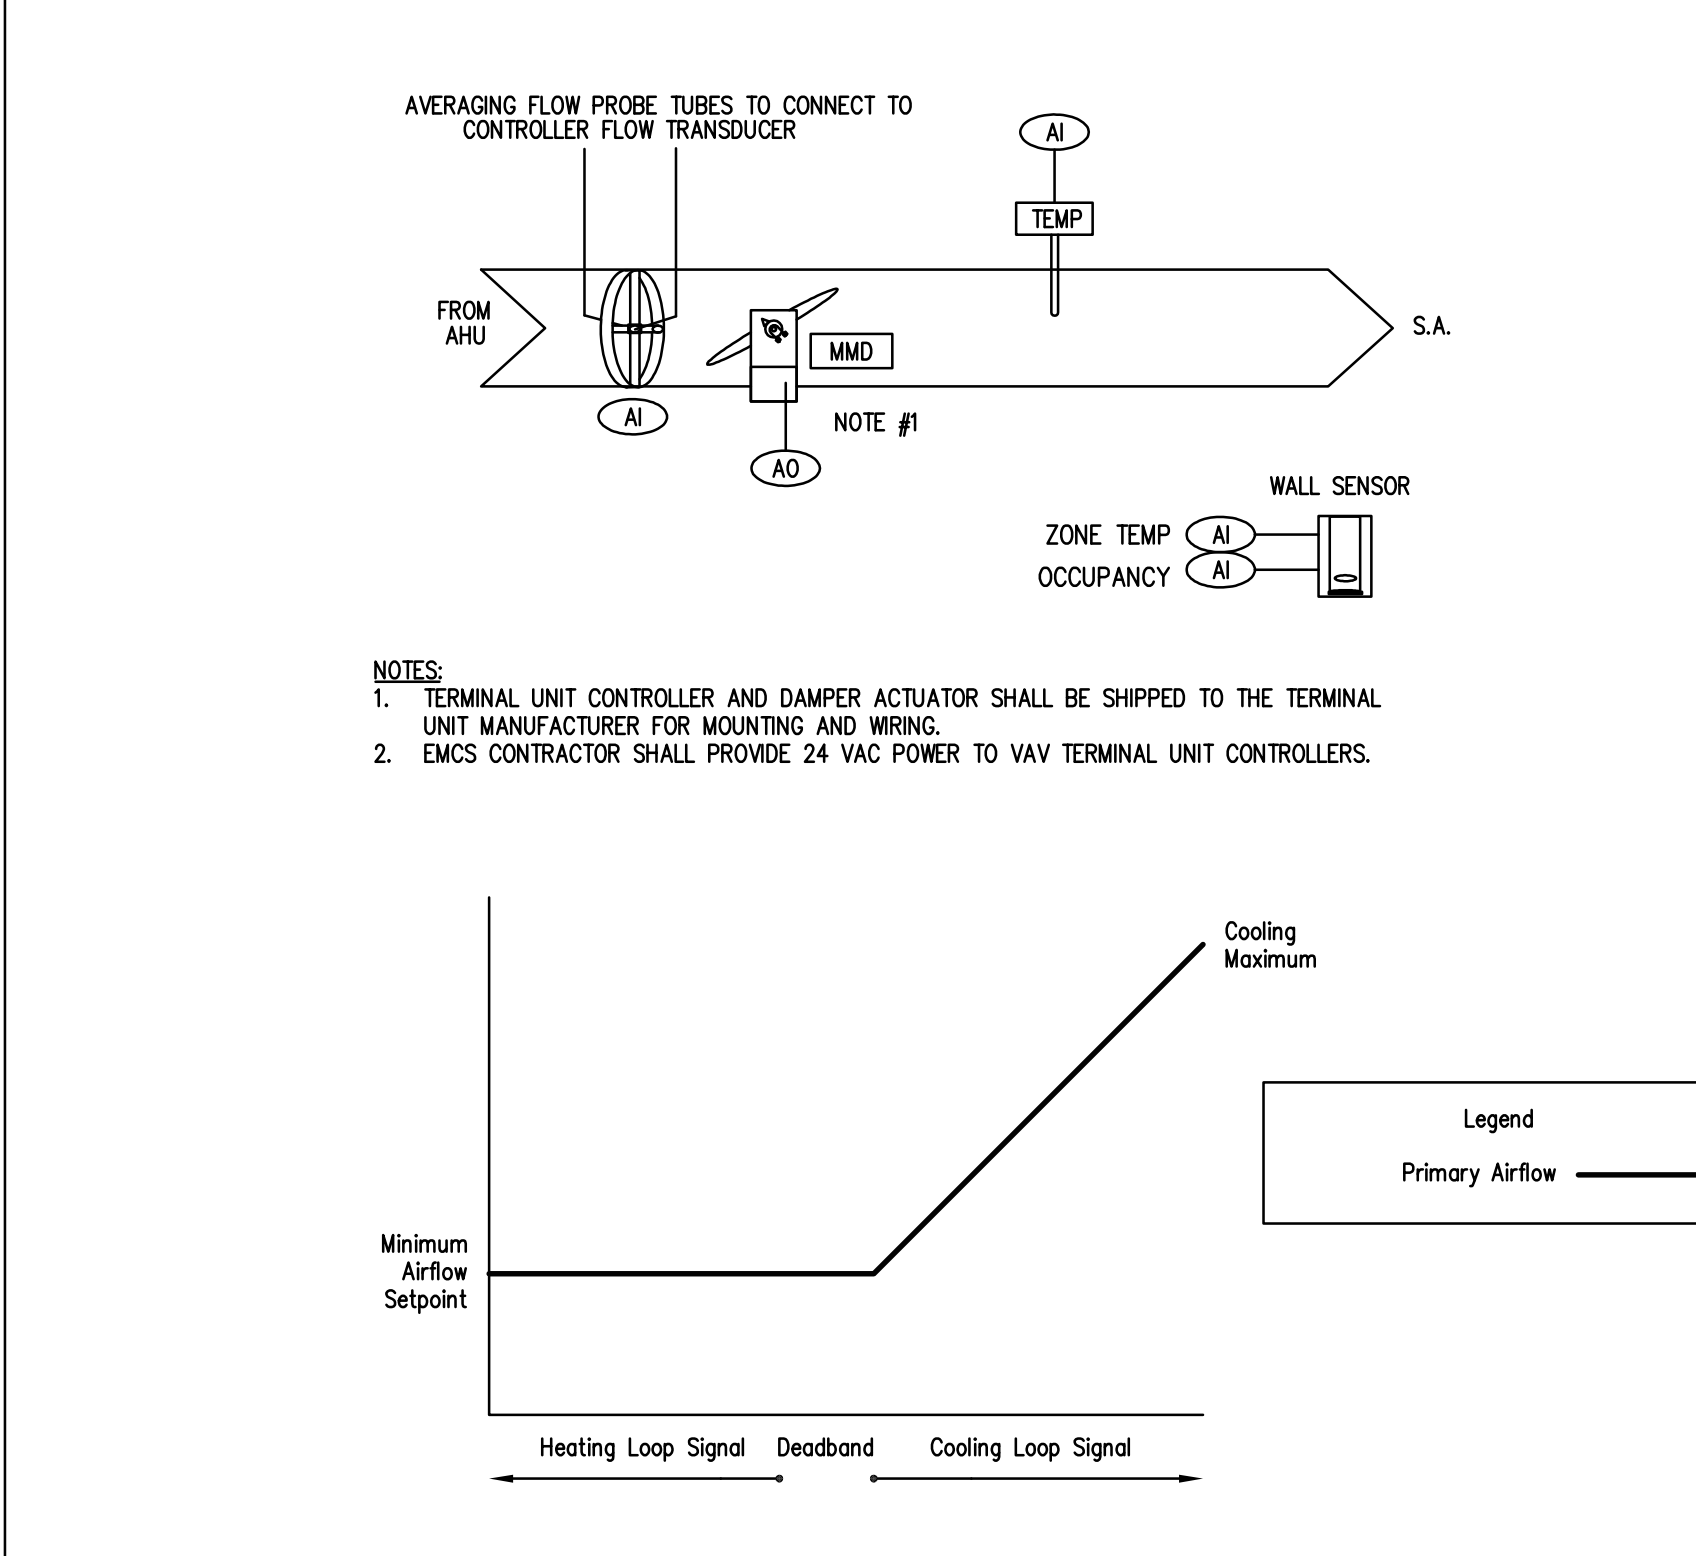 AVERAGING FLOW PROBE TUBES TO CONNECT TO
CONTROLLER FLOW TRANSDUCER
AI
TEMP
FROM
AHU
S.A.
MMD
AI
NOTE #1
AO
WALL SENSOR
ZONE TEMP AI
OCCUPANCY AI
NOTES:
1. TERMINAL UNIT CONTROLLER AND DAMPER ACTUATOR SHALL BE SHIPPED TO THE TERMINAL
UNIT MANUFACTURER FOR MOUNTING AND WIRING.
2. EMCS CONTRACTOR SHALL PROVIDE 24 VAC POWER TO VAV TERMINAL UNIT CONTROLLERS.
Cooling
Maximum
Legend
Primary Airflow
Minimum
Airflow
Setpoint
Heating Loop Signal Deadband Cooling Loop Signal